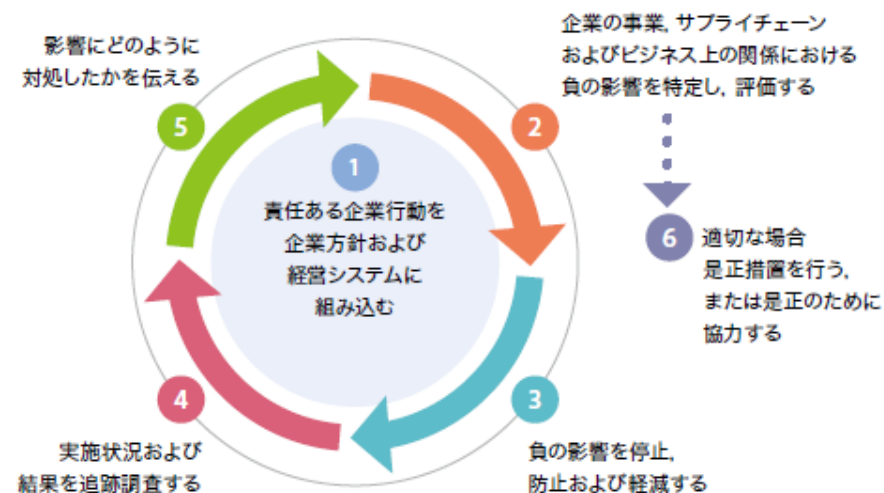 1
責任ある企業行動を
企業方針および
経営システムに
組み込む
2
企業の事業, サプライチェーン
およびビジネス上の関係における
負の影響を特定し, 評価する
3
負の影響を停止,
防止および軽減する
4
実施状況および
結果を追跡調査する
5
影響にどのように
対処したかを伝える
6
適切な場合
是正措置を行う,
または是正のために
協力する